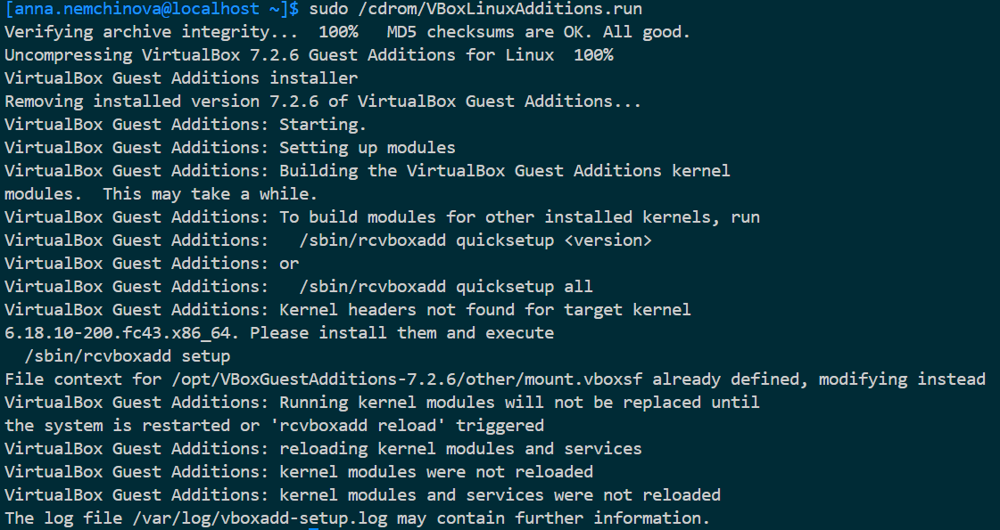 [anna.nemchinova@localhost ~]$ sudo /cdrom/VBoxLinuxAdditions.run
Verifying archive integrity...  100%   MD5 checksums are OK. All good.
Uncompressing VirtualBox 7.2.6 Guest Additions for Linux  100%
VirtualBox Guest Additions installer
Removing installed version 7.2.6 of VirtualBox Guest Additions...
VirtualBox Guest Additions: Starting.
VirtualBox Guest Additions: Setting up modules
VirtualBox Guest Additions: Building the VirtualBox Guest Additions kernel
modules.  This may take a while.
VirtualBox Guest Additions: To build modules for other installed kernels, run
VirtualBox Guest Additions:   /sbin/rcvboxadd quicksetup <version>
VirtualBox Guest Additions: or
VirtualBox Guest Additions:   /sbin/rcvboxadd quicksetup all
VirtualBox Guest Additions: Kernel headers not found for target kernel
6.18.10-200.fc43.x86_64. Please install them and execute
  /sbin/rcvboxadd setup
File context for /opt/VBoxGuestAdditions-7.2.6/other/mount.vboxsf already defined, modifying instead
VirtualBox Guest Additions: Running kernel modules will not be replaced until
the system is restarted or 'rcvboxadd reload' triggered
VirtualBox Guest Additions: reloading kernel modules and services
VirtualBox Guest Additions: kernel modules were not reloaded
VirtualBox Guest Additions: kernel modules and services were not reloaded
The log file /var/log/vboxadd-setup.log may contain further information.